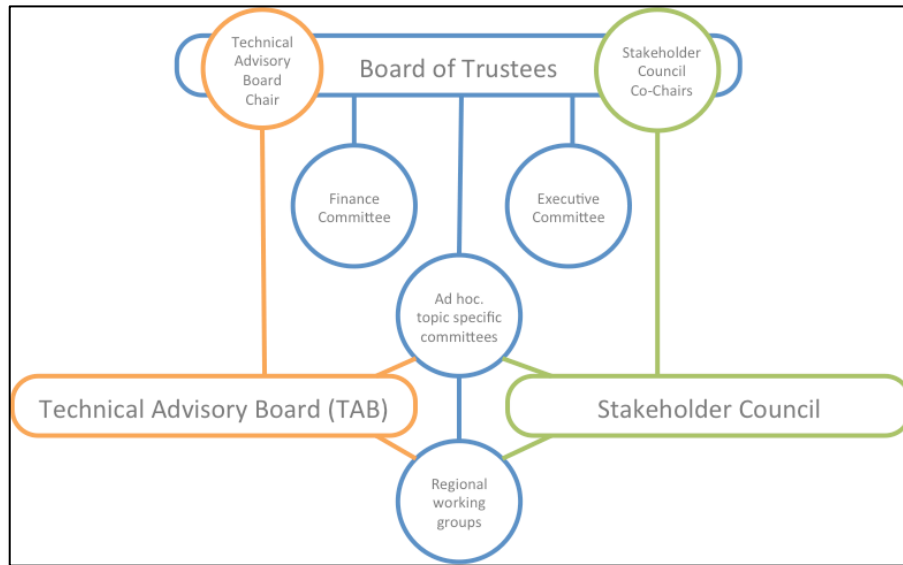 Technical
Advisory
Board
Chair
Board of Trustees
Stakeholder
Council
Co-Chairs
Finance
Committee
Executive
Committee
Ad hoc.
topic specific
committees
Technical Advisory Board (TAB)
Stakeholder Council
Regional
working
groups